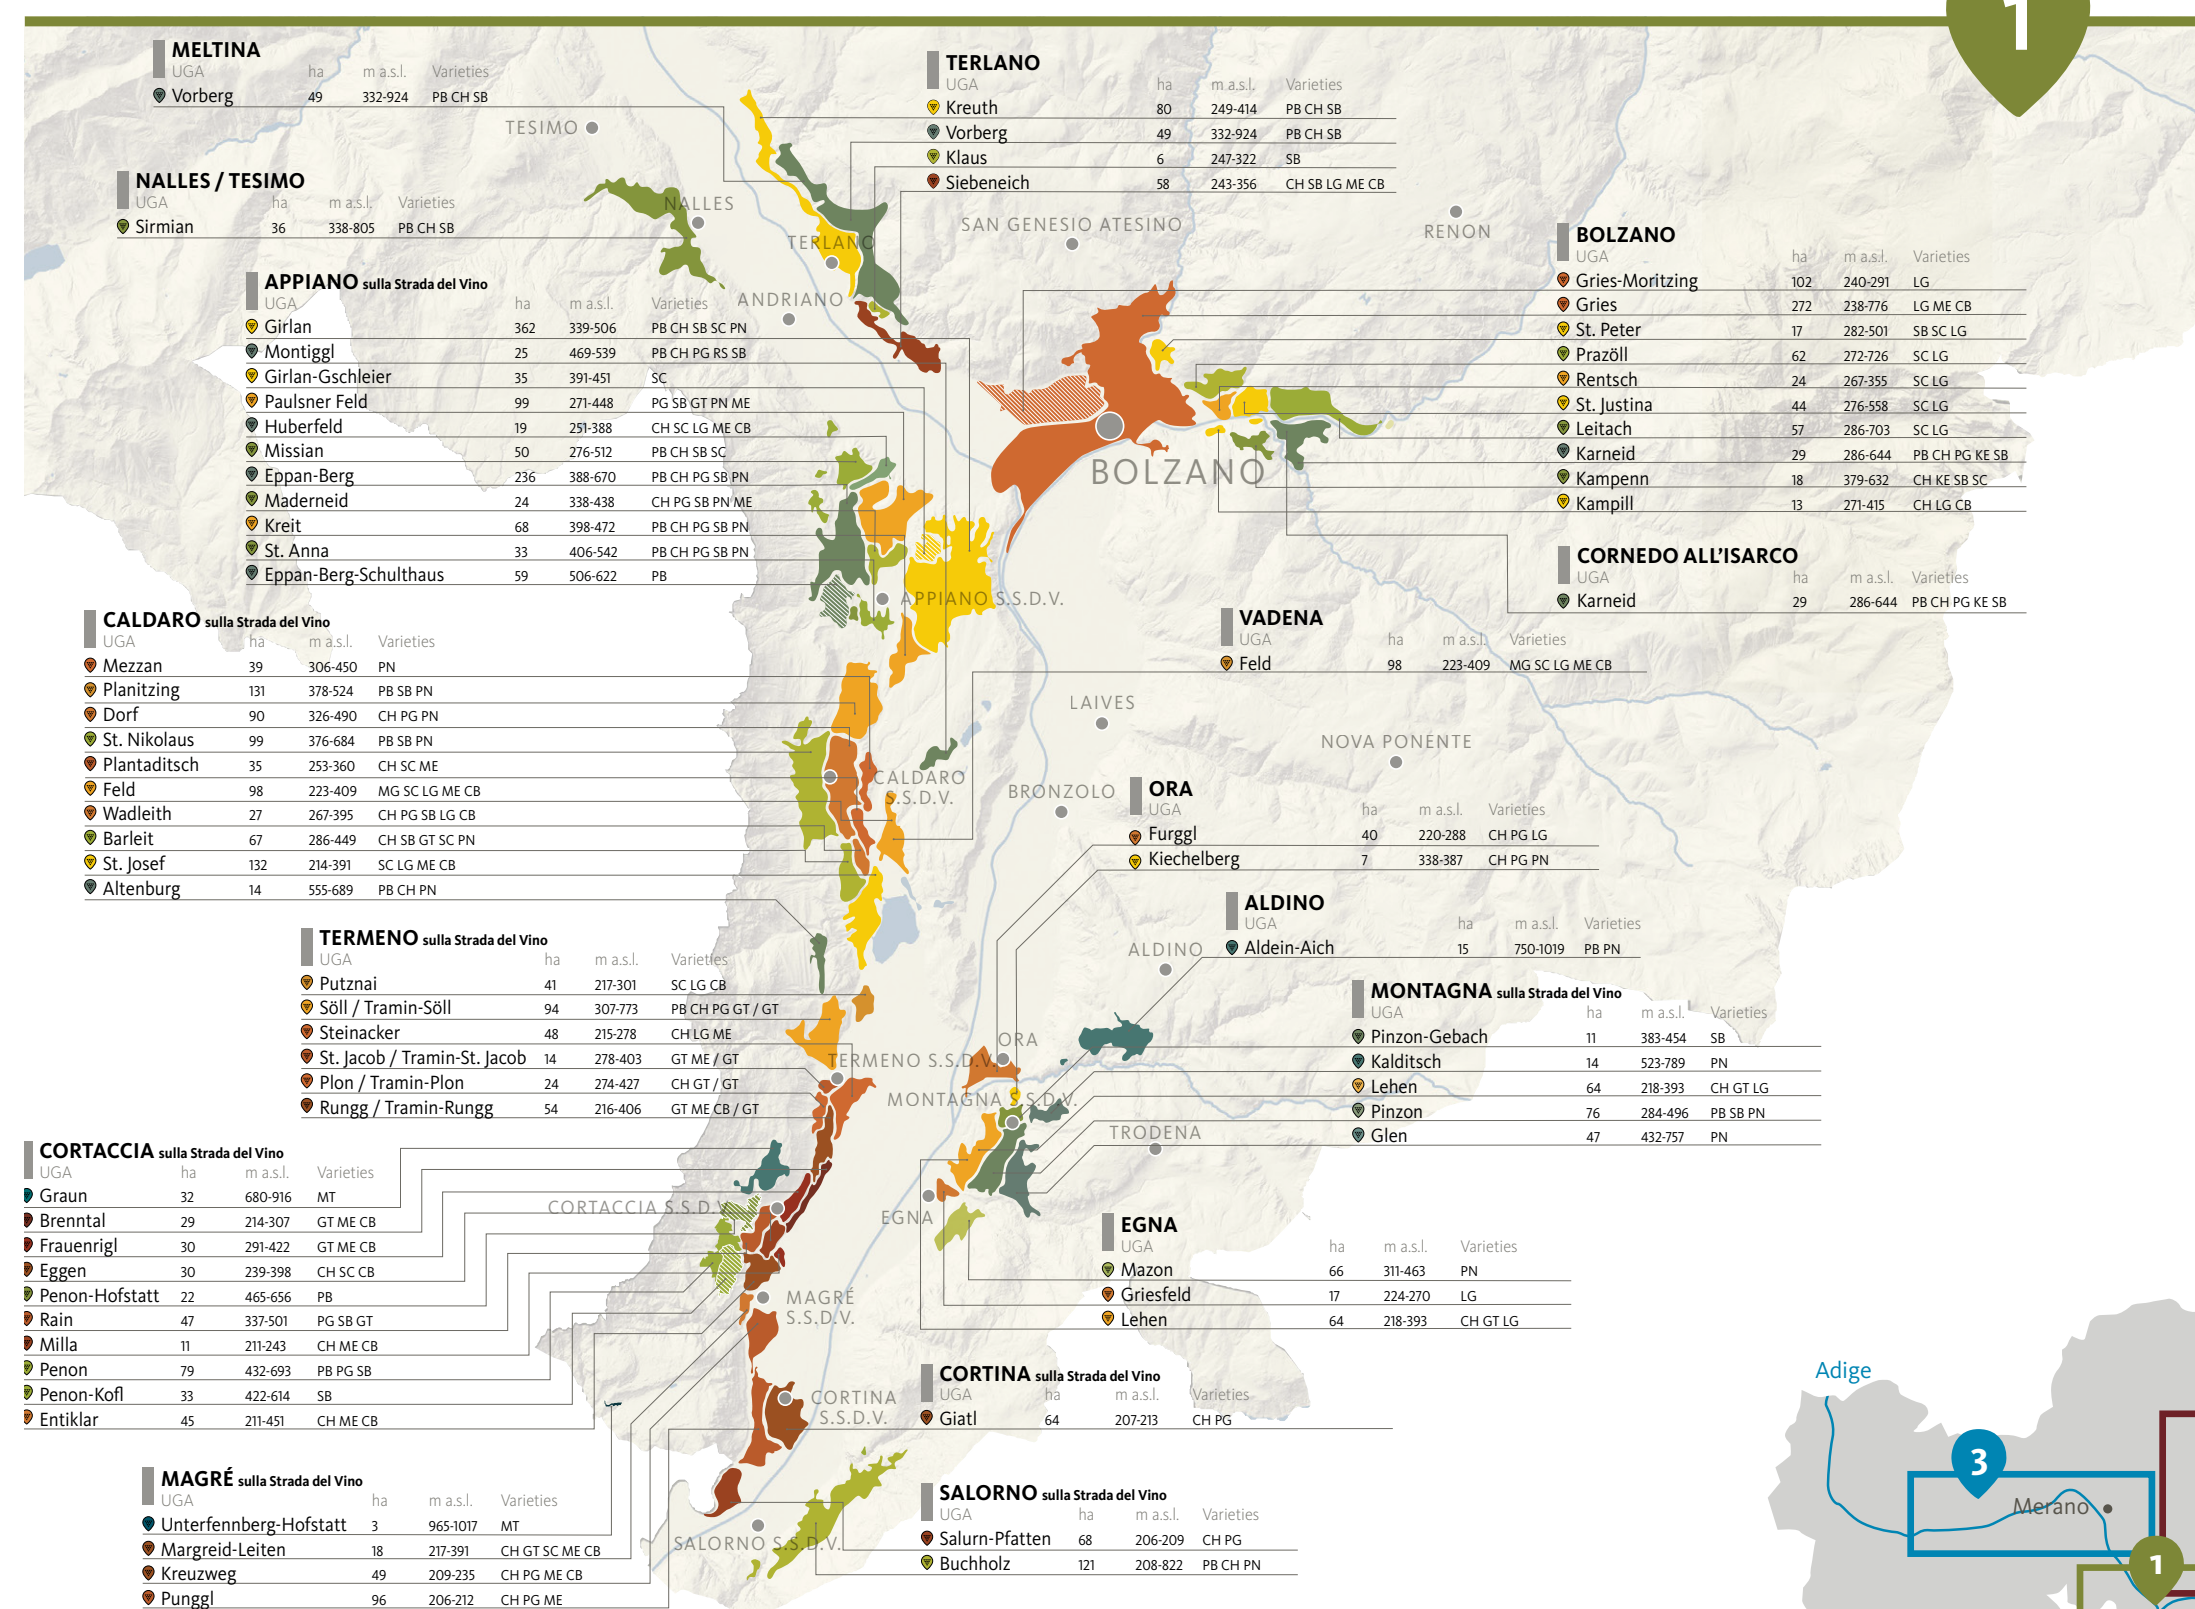 1
MELTINA
UGA ha m a.s.l. Varieties
Vorberg 49 332-924 PB CH SB
TESIMO
NALLES / TESIMO
UGA ha m a.s.l. Varieties
Sirmian 36 338-805 PB CH SB
NALLES
TERLANO
UGA ha m a.s.l. Varieties
Kreuth 80 249-414 PB CH SB
Vorberg 49 332-924 PB CH SB
Klaus 6 247-322 SB
Siebeneich 58 243-356 CH SB LG ME CB
TERLANO
ANDRIANO
SAN GENESIO ATESINO
RENON
BOLZANO
UGA ha m a.s.l. Varieties
Gries-Moritzing 102 240-291 LG
Gries 272 238-776 LG ME CB
St. Peter 17 282-501 SB SC LG
Prazöll 62 272-726 SC LG
Rentsch 24 267-355 SC LG
St. Justina 44 276-558 SC LG
Leitach 57 286-703 SC LG
Karneid 29 286-644 PB CH PG KE SB
Kampenn 18 379-632 CH KE SB SC
Kampill 13 271-415 CH LG CB
BOLZANO
APPIANO sulla Strada del Vino
UGA ha m a.s.l. Varieties
Girlan 362 339-506 PB CH SB SC PN
Montiggl 25 469-539 PB CH PG RS SB
Girlan-Gschleier 35 391-451 SC
Paulsner Feld 99 271-448 PG SB GT PN ME
Huberfeld 19 251-388 CH SC LG ME CB
Missian 50 276-512 PB CH SB SC
Eppan-Berg 236 388-670 PB CH PG SB PN
Maderneid 24 338-438 CH PG SB PN ME
Kreit 68 398-472 PB CH PG SB PN
St. Anna 33 406-542 PB CH PG SB PN
Eppan-Berg-Schulthaus 59 506-622 PB
APPIANO S.S.D.V.
CORNEDO ALL'ISARCO
UGA ha m a.s.l. Varieties
Karneid 29 286-644 PB CH PG KE SB
VADENA
UGA ha m a.s.l. Varieties
Feld 98 223-409 MG SC LG ME CB
CALDARO sulla Strada del Vino
UGA ha m a.s.l. Varieties
Mezzan 39 306-450 PN
Planitzing 131 378-524 PB SB PN
Dorf 90 326-490 CH PG PN
St. Nikolaus 99 376-684 PB SB PN
Plantaditsch 35 253-360 CH SC ME
Feld 98 223-409 MG SC LG ME CB
Wadleith 27 267-395 CH PG SB LG CB
Barleit 67 286-449 CH SB GT SC PN
St. Josef 132 214-391 SC LG ME CB
Altenburg 14 555-689 PB CH PN
CALDARO
S.S.D.V.
LAIVES
NOVA PONENTE
BRONZOLO
ORA
UGA ha m a.s.l. Varieties
Furggl 40 220-288 CH PG LG
Kiechelberg 7 338-387 CH PG PN
ALDINO
UGA ha m a.s.l. Varieties
Aldein-Aich 15 750-1019 PB PN
ALDINO
TERMENO sulla Strada del Vino
UGA ha m a.s.l. Varieties
Putznai 41 217-301 SC LG CB
Söll / Tramin-Söll 94 307-773 PB CH PG GT / GT
Steinacker 48 215-278 CH LG ME
St. Jacob / Tramin-St. Jacob 14 278-403 GT ME / GT
Plon / Tramin-Plon 24 274-427 CH GT / GT
Rungg / Tramin-Rungg 54 216-406 GT ME CB / GT
TERMENO S.S.D.V.
ORA
MONTAGNA S.S.D.V.
TRODENA
MONTAGNA sulla Strada del Vino
UGA ha m a.s.l. Varieties
Pinzon-Gebach 11 383-454 SB
Kalditsch 14 523-789 PN
Lehen 64 218-393 CH GT LG
Pinzon 76 284-496 PB SB PN
Glen 47 432-757 PN
CORTACCIA sulla Strada del Vino
UGA ha m a.s.l. Varieties
Graun 32 680-916 MT
Brenntal 29 214-307 GT ME CB
Frauenrigl 30 291-422 GT ME CB
Eggen 30 239-398 CH SC CB
Penon-Hofstatt 22 465-656 PB
Rain 47 337-501 PG SB GT
Milla 11 211-243 CH ME CB
Penon 79 432-693 PB PG SB
Penon-Kofl 33 422-614 SB
Entiklar 45 211-451 CH ME CB
CORTACCIA S.S.D.V.
EGNA
EGNA
UGA ha m a.s.l. Varieties
Mazon 66 311-463 PN
Griesfeld 17 224-270 LG
Lehen 64 218-393 CH GT LG
MAGRÉ
S.S.D.V.
CORTINA
S.S.D.V.
CORTINA sulla Strada del Vino
UGA ha m a.s.l. Varieties
Giatl 64 207-213 CH PG
MAGRÉ sulla Strada del Vino
UGA ha m a.s.l. Varieties
Unterfennberg-Hofstatt 3 965-1017 MT
Margreid-Leiten 18 217-391 CH GT SC ME CB
Kreuzweg 49 209-235 CH PG ME CB
Punggl 96 206-212 CH PG ME
SALORNO S.S.D.V.
SALORNO sulla Strada del Vino
UGA ha m a.s.l. Varieties
Salurn-Pfatten 68 206-209 CH PG
Buchholz 121 208-822 PB CH PN
Adige
3
Merano
1